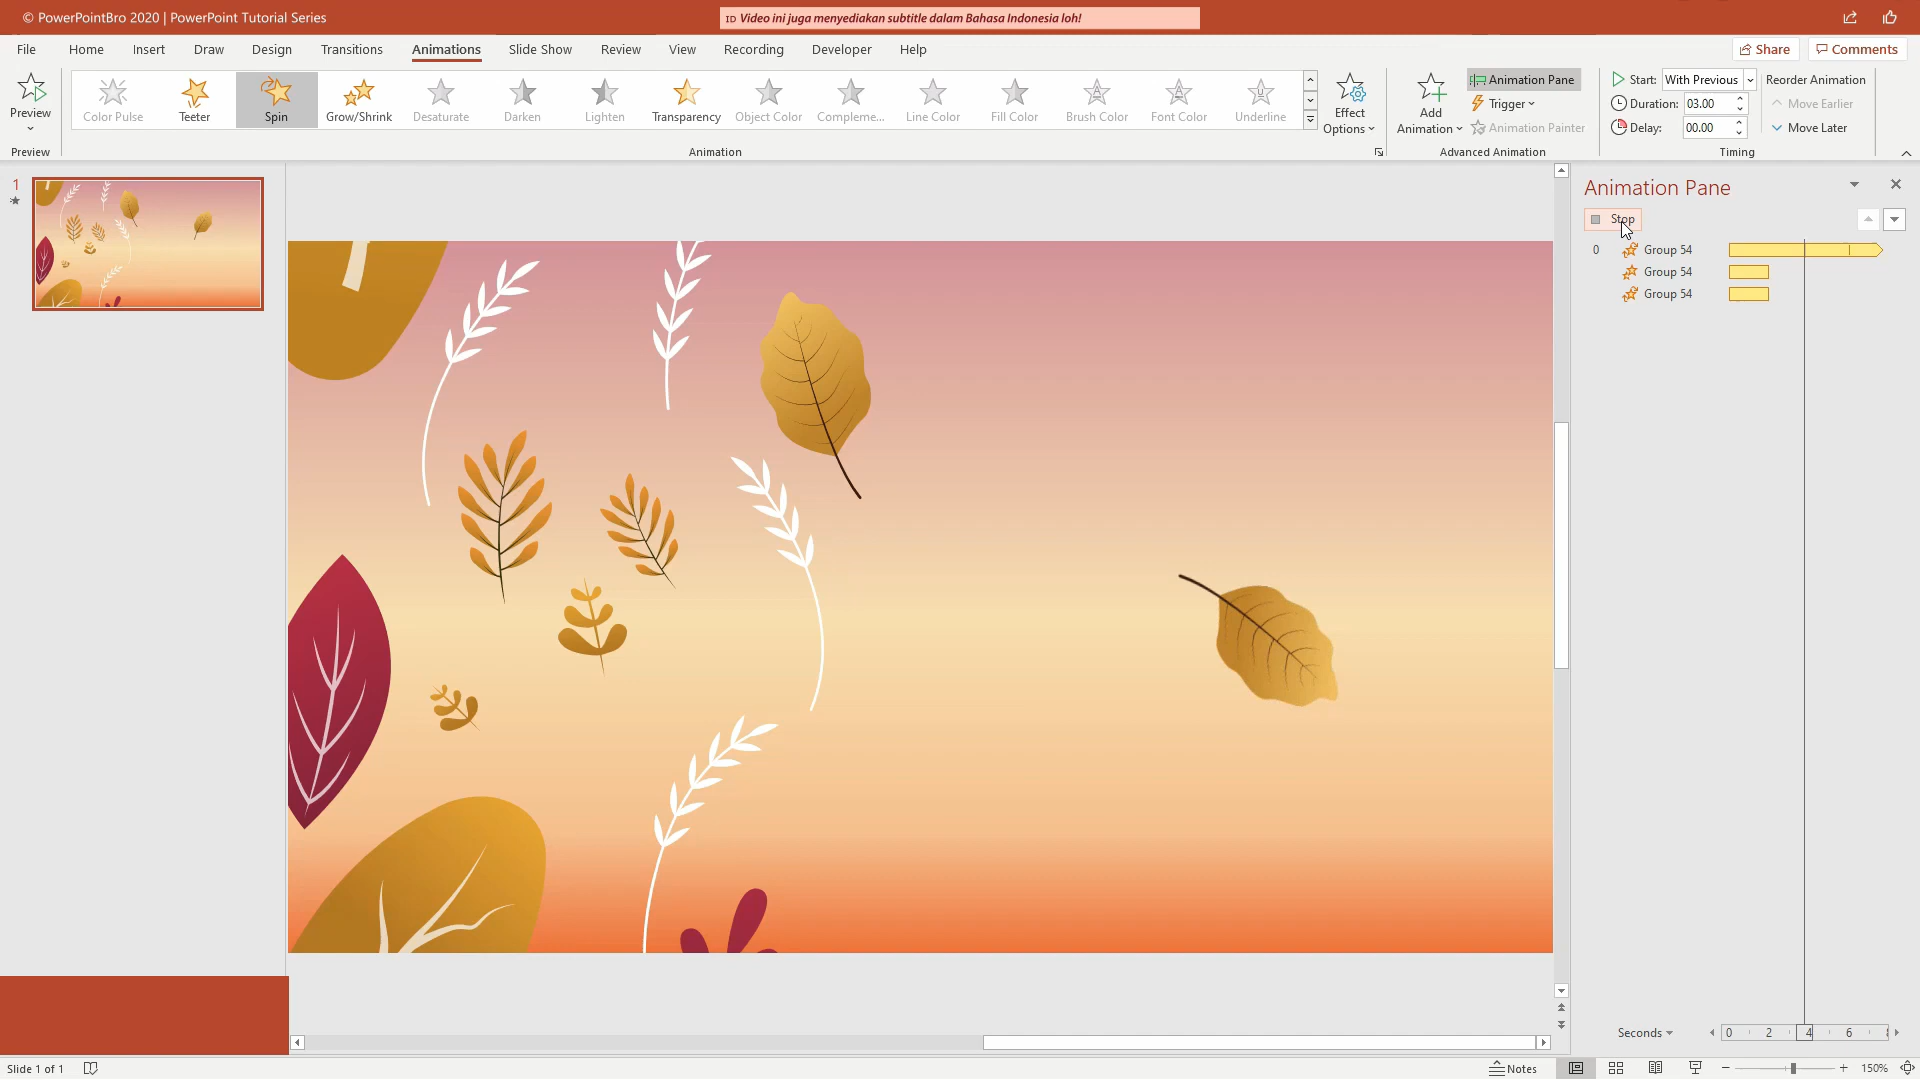 © PowerPointBro 2020 | PowerPoint Tutorial Series
ID Video ini juga menyediakan subtitle dalam Bahasa Indonesia loh!
File Home Insert Draw Design Transitions Animations Slide Show Review View Recording Developer Help
Share Comments
Preview
Color Pulse Teeter Spin Grow/Shrink Desaturate Darken Lighten Transparency Object Color Compleme... Line Color Fill Color Brush Color Font Color Underline
Effect Options
Add Animation
Animation Pane
Trigger
Animation Painter
Start: With Previous
Duration: 03.00
Delay: 00.00
Reorder Animation
Move Earlier
Move Later
Preview Animation Advanced Animation Timing
1
Animation Pane
Stop
0 Group 54
Group 54
Group 54
Seconds 0 2 4 6
Slide 1 of 1
Notes
150%